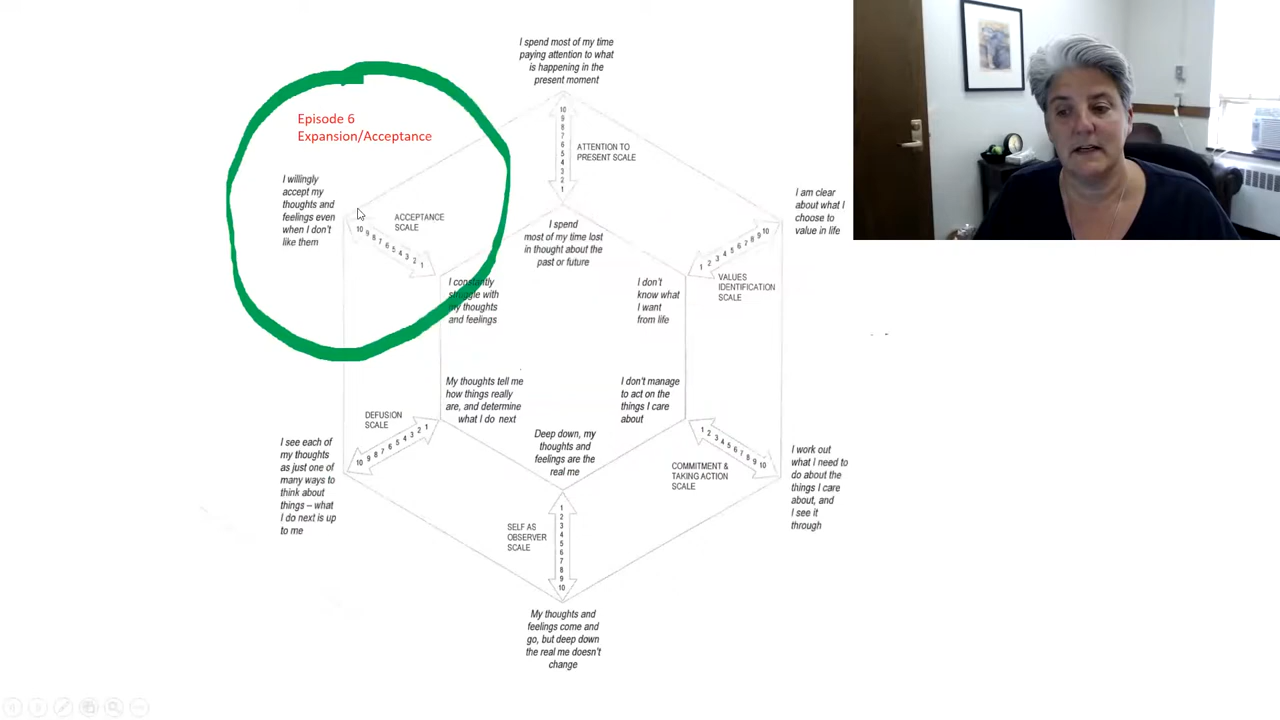 I spend most of my time
paying attention to what
is happening in the
present moment
10
9
8
7
6
5
4
3
2
1
ATTENTION TO
PRESENT SCALE
I spend
most of my time lost
in thought about the
past or future
Episode 6
Expansion/Acceptance
I willingly
accept my
thoughts and
feelings even
when I don't
like them
ACCEPTANCE
SCALE
10 9 8 7 6 5 4 3 2 1
I constantly
struggle with
my thoughts
and feelings
I am clear
about what I
choose to
value in life
1 2 3 4 5 6 7 8 9 10
VALUES
IDENTIFICATION
SCALE
I don't
know what
I want
from life
My thoughts tell me
how things really
are, and determine
what I do next
DEFUSION
SCALE
10 9 8 7 6 5 4 3 2 1
I see each of
my thoughts
as just one of
many ways to
think about
things – what
I do next is up
to me
I don't manage
to act on the
things I care
about
1 2 3 4 5 6 7 8 9 10
COMMITMENT &
TAKING ACTION
SCALE
I work out
what I need to
do about the
things I care
about, and
I see it
through
Deep down, my
thoughts and
feelings are the
real me
SELF AS
OBSERVER
SCALE
1
2
3
4
5
6
7
8
9
10
My thoughts and
feelings come and
go, but deep down
the real me doesn't
change